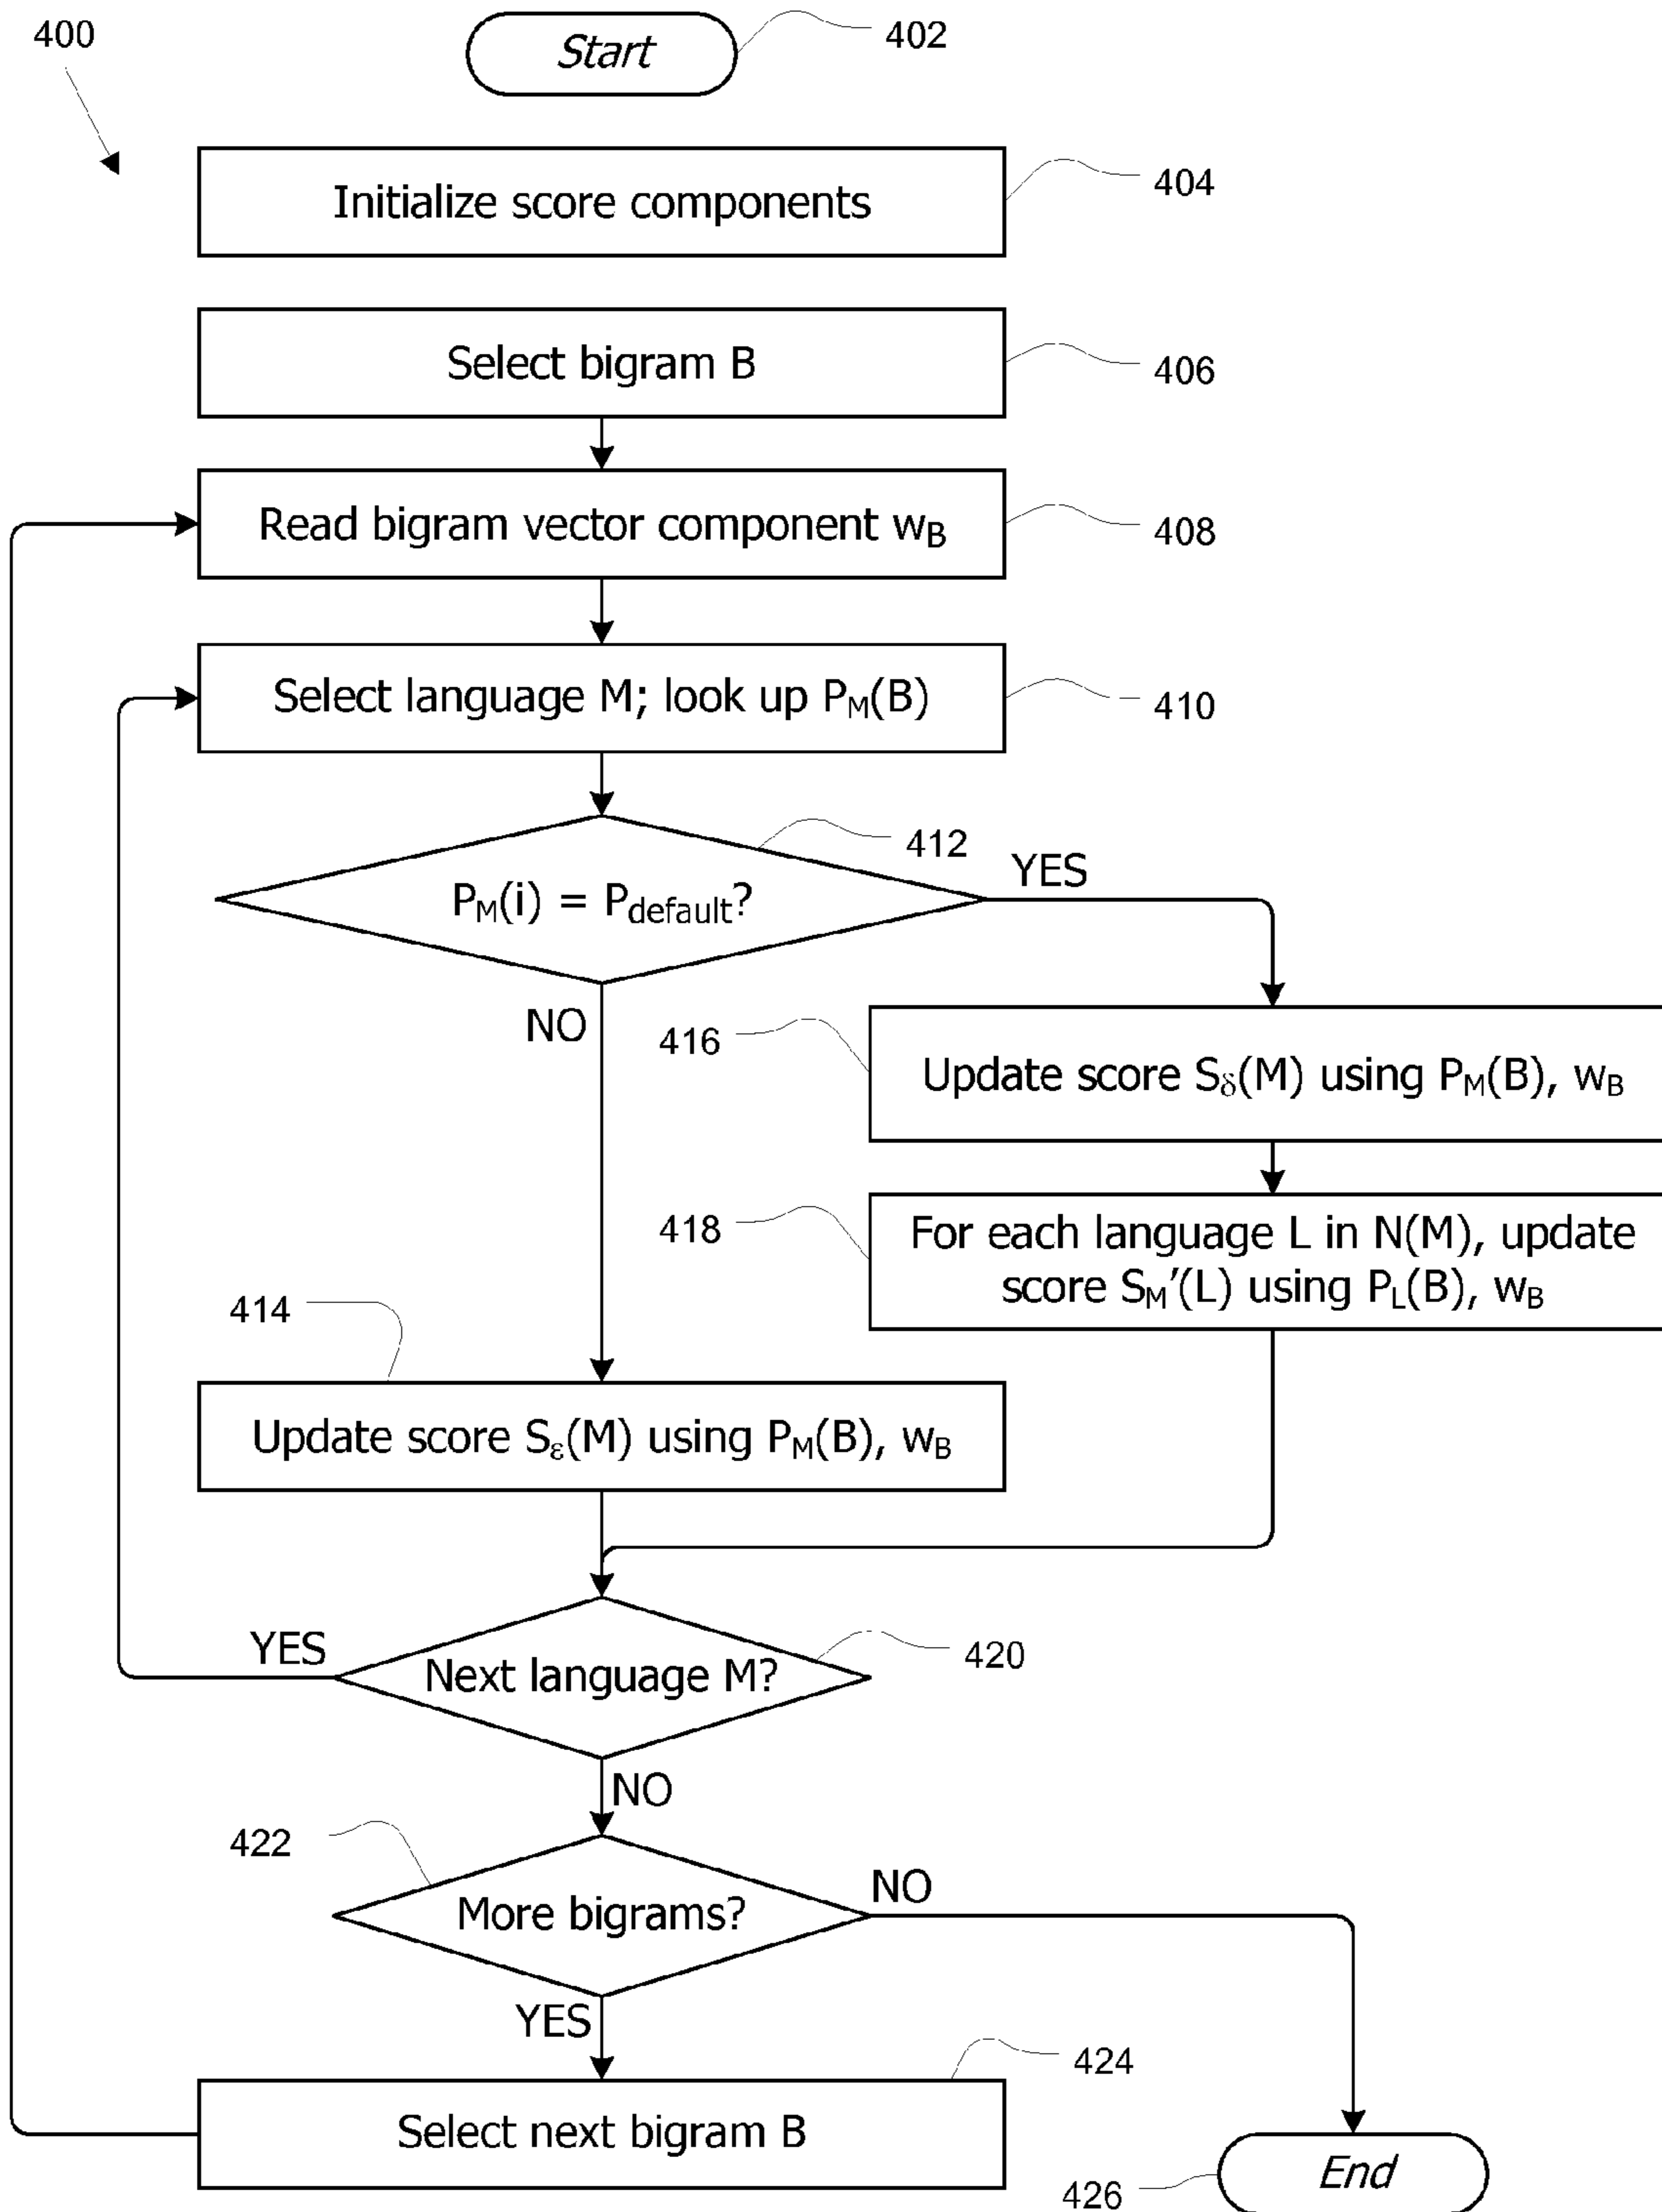 400
Start
402
Initialize score components
404
Select bigram B
406
Read bigram vector component wB
408
Select language M; look up PM(B)
410
412
PM(i) = Pdefault?
YES
NO
416
Update score Sδ(M) using PM(B), wB
418
For each language L in N(M), update
score SM′(L) using PL(B), wB
414
Update score Sε(M) using PM(B), wB
YES
Next language M?
420
NO
422
More bigrams?
NO
YES
424
Select next bigram B
End
426